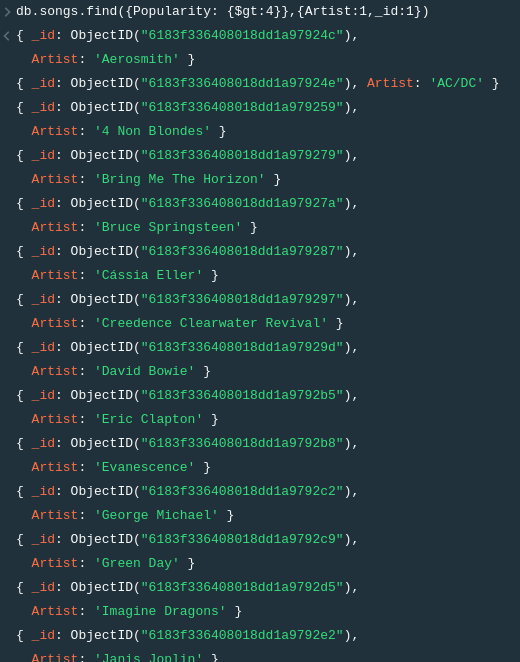 db.songs.find({Popularity: {$gt:4}},{Artist:1,_id:1})
{ _id: ObjectID("6183f336408018dd1a97924c"),
Artist: 'Aerosmith' }
{ _id: ObjectID("6183f336408018dd1a97924e"), Artist: 'AC/DC' }
{ _id: ObjectID("6183f336408018dd1a979259"),
Artist: '4 Non Blondes' }
{ _id: ObjectID("6183f336408018dd1a979279"),
Artist: 'Bring Me The Horizon' }
{ _id: ObjectID("6183f336408018dd1a97927a"),
Artist: 'Bruce Springsteen' }
{ _id: ObjectID("6183f336408018dd1a979287"),
Artist: 'Cássia Eller' }
{ _id: ObjectID("6183f336408018dd1a979297"),
Artist: 'Creedence Clearwater Revival' }
{ _id: ObjectID("6183f336408018dd1a97929d"),
Artist: 'David Bowie' }
{ _id: ObjectID("6183f336408018dd1a9792b5"),
Artist: 'Eric Clapton' }
{ _id: ObjectID("6183f336408018dd1a9792b8"),
Artist: 'Evanescence' }
{ _id: ObjectID("6183f336408018dd1a9792c2"),
Artist: 'George Michael' }
{ _id: ObjectID("6183f336408018dd1a9792c9"),
Artist: 'Green Day' }
{ _id: ObjectID("6183f336408018dd1a9792d5"),
Artist: 'Imagine Dragons' }
{ _id: ObjectID("6183f336408018dd1a9792e2"),
Artist: 'Janis Joplin' }